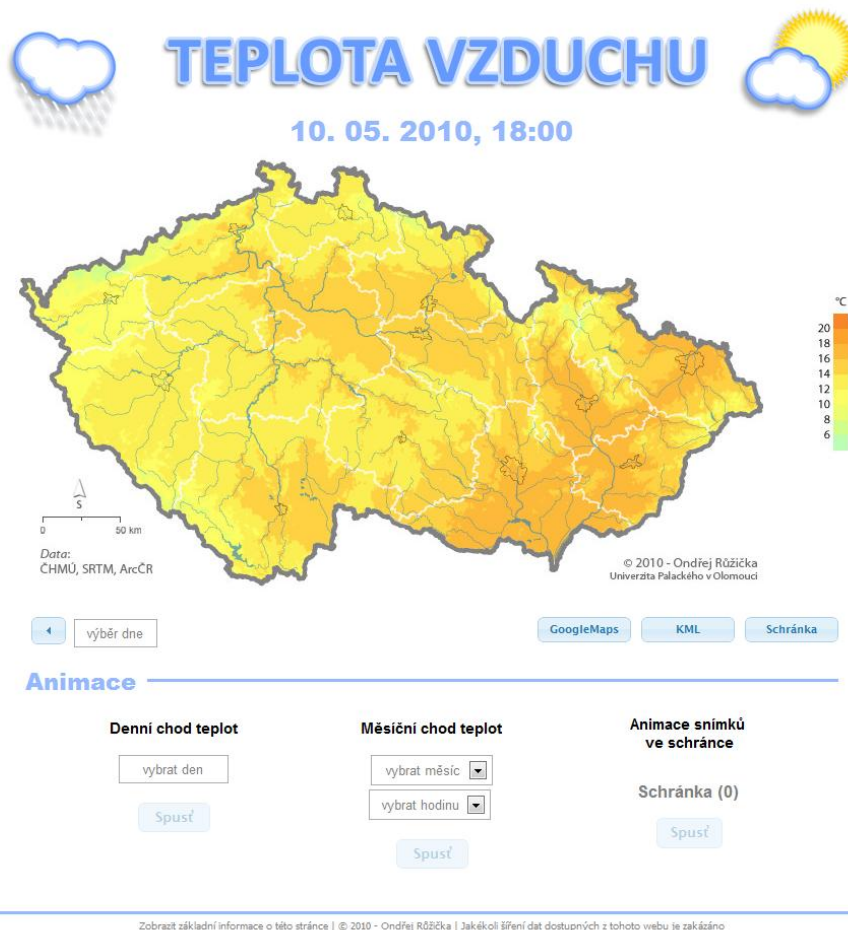 TEPLOTA VZDUCHU
10. 05. 2010, 18:00
°C
20
18
16
14
12
10
8
6
S
0 50 km
Data:
ČHMÚ, SRTM, ArcČR
© 2010 - Ondřej Růžička
Univerzita Palackého v Olomouci
výběr dne
GoogleMaps KML Schránka
Animace
Denní chod teplot
vybrat den
Spusť
Měsíční chod teplot
vybrat měsíc
vybrat hodinu
Spusť
Animace snímků
ve schránce
Schránka (0)
Spusť
Zobrazit základní informace o této stránce | © 2010 - Ondřej Růžička | Jakékoli šíření dat dostupných z tohoto webu je zakázáno